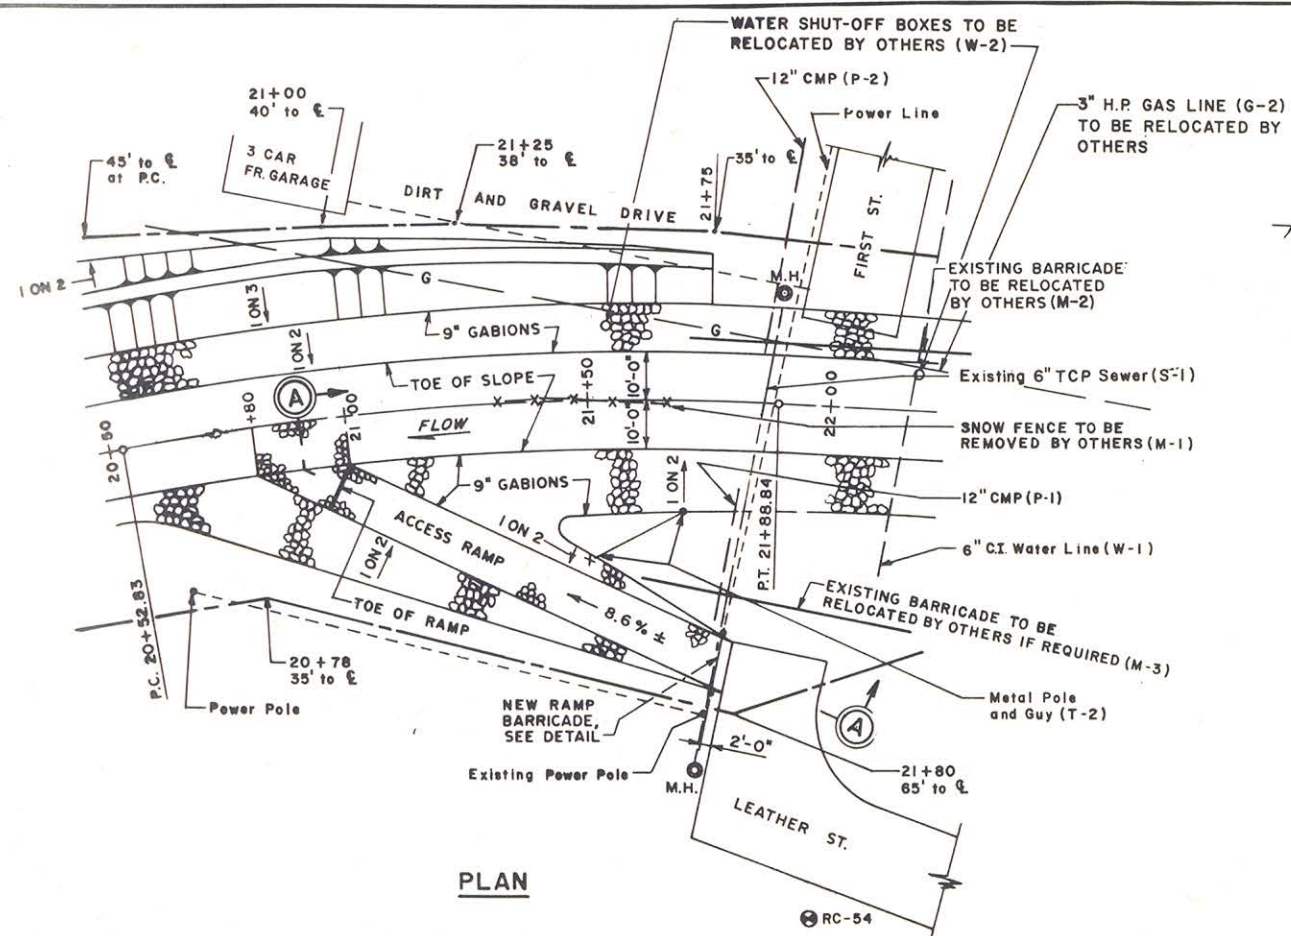 WATER SHUT-OFF BOXES TO BE
RELOCATED BY OTHERS (W-2)
12" CMP (P-2)
Power Line
3" H.P. GAS LINE (G-2)
TO BE RELOCATED BY
OTHERS
21+00
40' to ℄
3 CAR
FR. GARAGE
45' to ℄
at P.C.
21+25
38' to ℄
DIRT AND GRAVEL DRIVE
21+75
35' to ℄
FIRST ST.
M.H.
EXISTING BARRICADE
TO BE RELOCATED
BY OTHERS (M-2)
1 ON 2
1 ON 3
G
G
9" GABIONS
1 ON 2
TOE OF SLOPE
A
Existing 6" TCP Sewer (S-1)
SNOW FENCE TO BE
REMOVED BY OTHERS (M-1)
20+50
+80
21+00
FLOW
21+50
10'-0"
10'-0"
22+00
9" GABIONS
1 ON 2
12" CMP (P-1)
P.T. 21+88.84
6" C.I. Water Line (W-1)
ACCESS RAMP
1 ON 2
1 ON 2
TOE OF RAMP
8.6% ±
EXISTING BARRICADE TO BE
RELOCATED BY OTHERS IF REQUIRED (M-3)
P.C. 20+52.83
20+78
35' to ℄
Power Pole
NEW RAMP
BARRICADE,
SEE DETAIL
Metal Pole
and Guy (T-2)
A
2'-0"
Existing Power Pole
M.H.
21+80
65' to ℄
LEATHER ST.
PLAN
RC-54